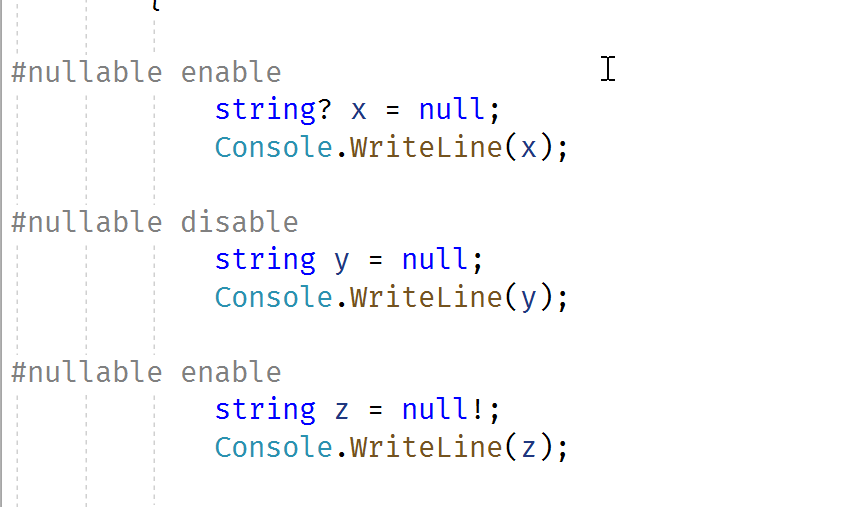 #nullable enable
string? x = null;
Console.WriteLine(x);
#nullable disable
string y = null;
Console.WriteLine(y);
#nullable enable
string z = null!;
Console.WriteLine(z);